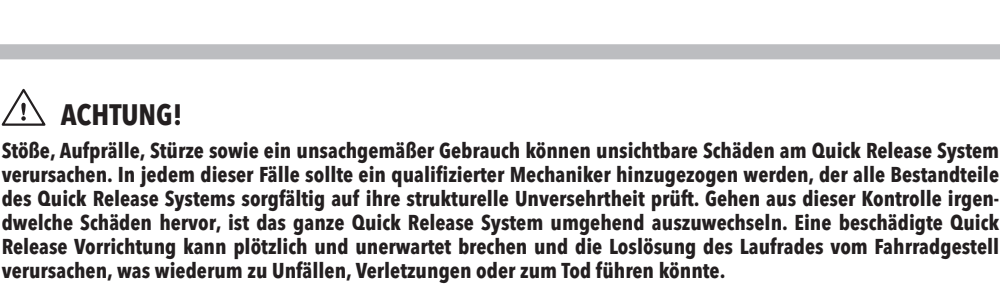 ACHTUNG!
Stöße, Aufprälle, Stürze sowie ein unsachgemäßer Gebrauch können unsichtbare Schäden am Quick Release System
verursachen. In jedem dieser Fälle sollte ein qualifizierter Mechaniker hinzugezogen werden, der alle Bestandteile
des Quick Release Systems sorgfältig auf ihre strukturelle Unversehrtheit prüft. Gehen aus dieser Kontrolle irgen-
dwelche Schäden hervor, ist das ganze Quick Release System umgehend auszuwechseln. Eine beschädigte Quick
Release Vorrichtung kann plötzlich und unerwartet brechen und die Loslösung des Laufrades vom Fahrradgestell
verursachen, was wiederum zu Unfällen, Verletzungen oder zum Tod führen könnte.